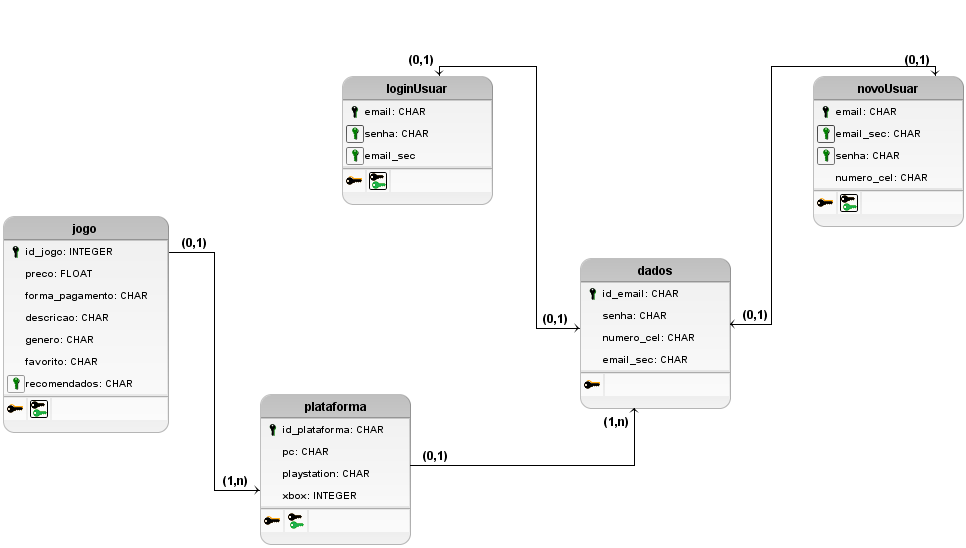 (0,1)
(0,1)
loginUsuar
email: CHAR
senha: CHAR
email_sec
novoUsuar
email: CHAR
email_sec: CHAR
senha: CHAR
numero_cel: CHAR
jogo
id_jogo: INTEGER
preco: FLOAT
forma_pagamento: CHAR
descricao: CHAR
genero: CHAR
favorito: CHAR
recomendados: CHAR
(0,1)
dados
id_email: CHAR
senha: CHAR
numero_cel: CHAR
email_sec: CHAR
(0,1)
(0,1)
(1,n)
plataforma
id_plataforma: CHAR
pc: CHAR
playstation: CHAR
xbox: INTEGER
(0,1)
(1,n)